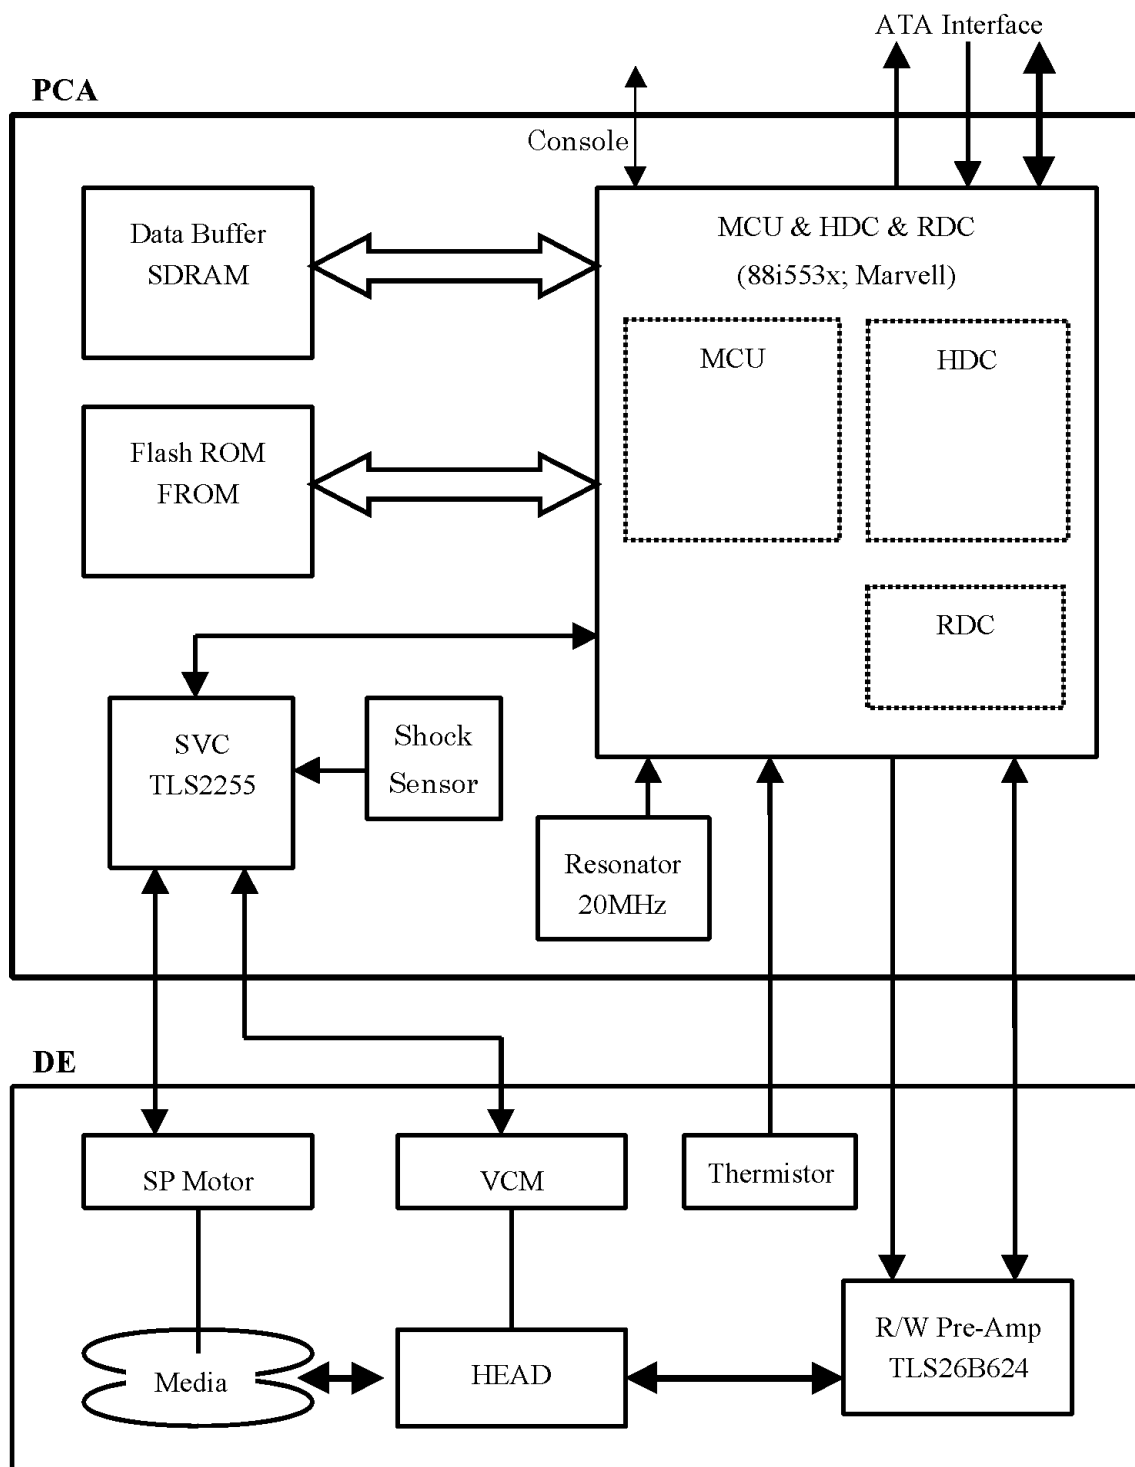 ATA Interface
PCA
Console
Data Buffer
SDRAM
MCU & HDC & RDC
(88i553x; Marvell)
MCU
HDC
Flash ROM
FROM
RDC
SVC
TLS2255
Shock
Sensor
Resonator
20MHz
DE
SP Motor
VCM
Thermistor
R/W Pre-Amp
TLS26B624
Media
HEAD